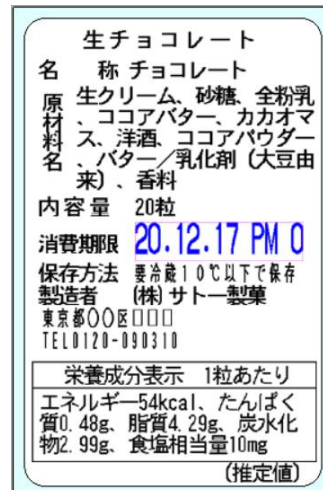 生チョコレート
名　称 チョコレート
原材料名 生クリーム、砂糖、全粉乳
、ココアバター、カカオマ
ス、洋酒、ココアパウダー
、バター／乳化剤（大豆由
来）、香料
内容量 20粒
消費期限 20.12.17 PM 0
保存方法 要冷蔵10℃以下で保存
製造者 (株)サトー製菓
東京都〇〇区□□□
TEL0120-090310
栄養成分表示 1粒あたり
エネルギー54kcal、たんぱく
質0.48g、脂質4.29g、炭水化
物2.99g、食塩相当量10mg
(推定値)